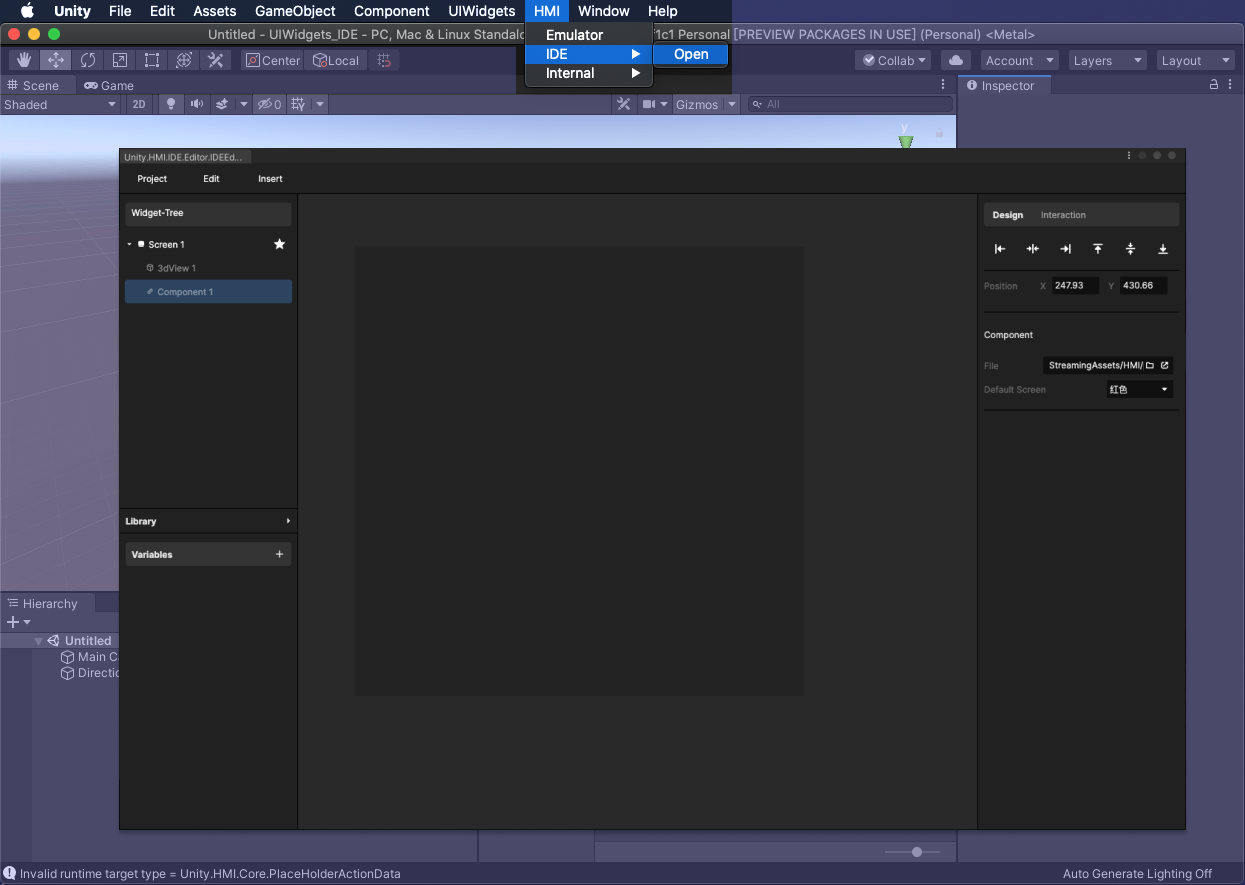 Unity File Edit Assets GameObject Component UIWidgets HMI Window Help
Untitled - UIWidgets_IDE - PC, Mac & Linux Standalo
f1c1 Personal [PREVIEW PACKAGES IN USE] (Personal) <Metal>
Emulator
IDE
Open
Internal
Center Local Collab Account Layers Layout
Scene Game Inspector
Shaded 2D 0 Gizmos All
y
Unity.HMI.IDE.Editor.IDEEd...
Project Edit Insert
Widget-Tree
Screen 1
3dView 1
Component 1
Library
Variables
Design Interaction
Position X 247.93 Y 430.66
Component
File StreamingAssets/HMI/
Default Screen 红色
Hierarchy
Untitled
Main C
Directic
Invalid runtime target type = Unity.HMI.Core.PlaceHolderActionData
Auto Generate Lighting Off